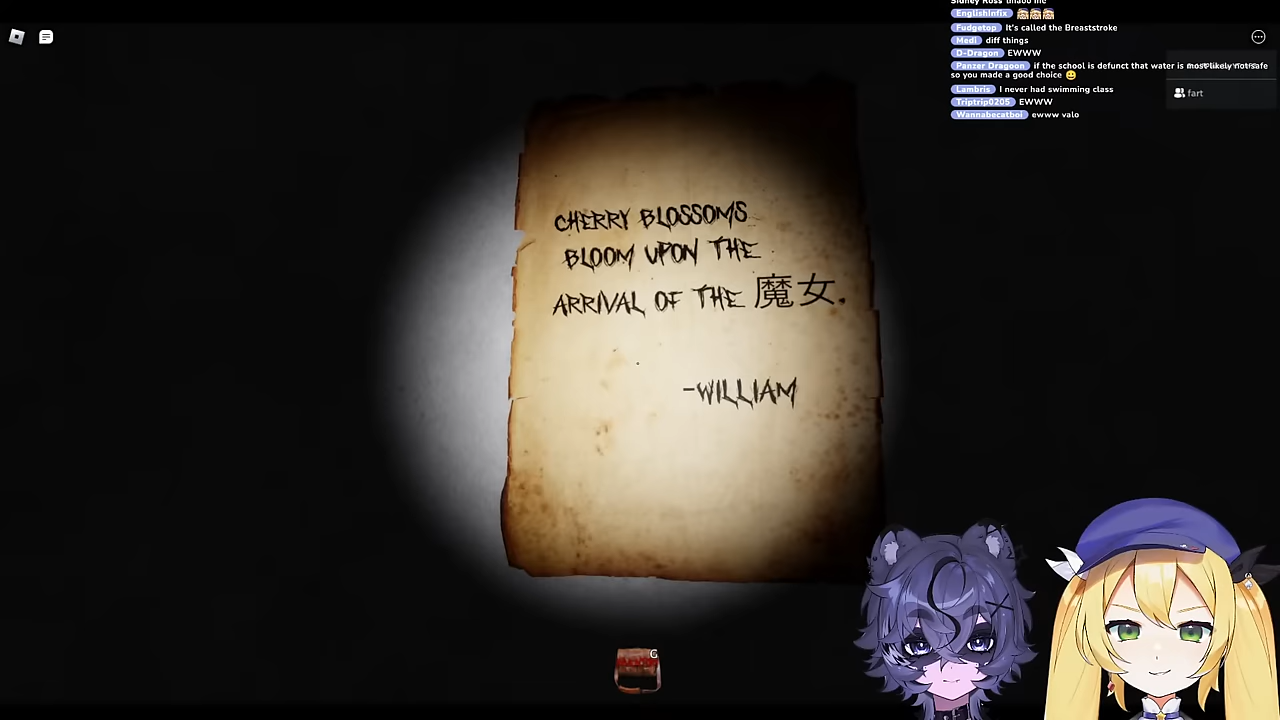 EnglishInfix
Fudgetop It's called the Breaststroke
Medi diff things
D-Dragon EWWW
Panzer Dragoon if the school is defunct that water is most likely not safe
so you made a good choice 😀
Lambris I never had swimming class
Triptrip0205 EWWW
Wannabecatboi ewww valo
fart
CHERRY BLOSSOMS
BLOOM UPON THE
ARRIVAL OF THE 魔女.
-WILLIAM
G